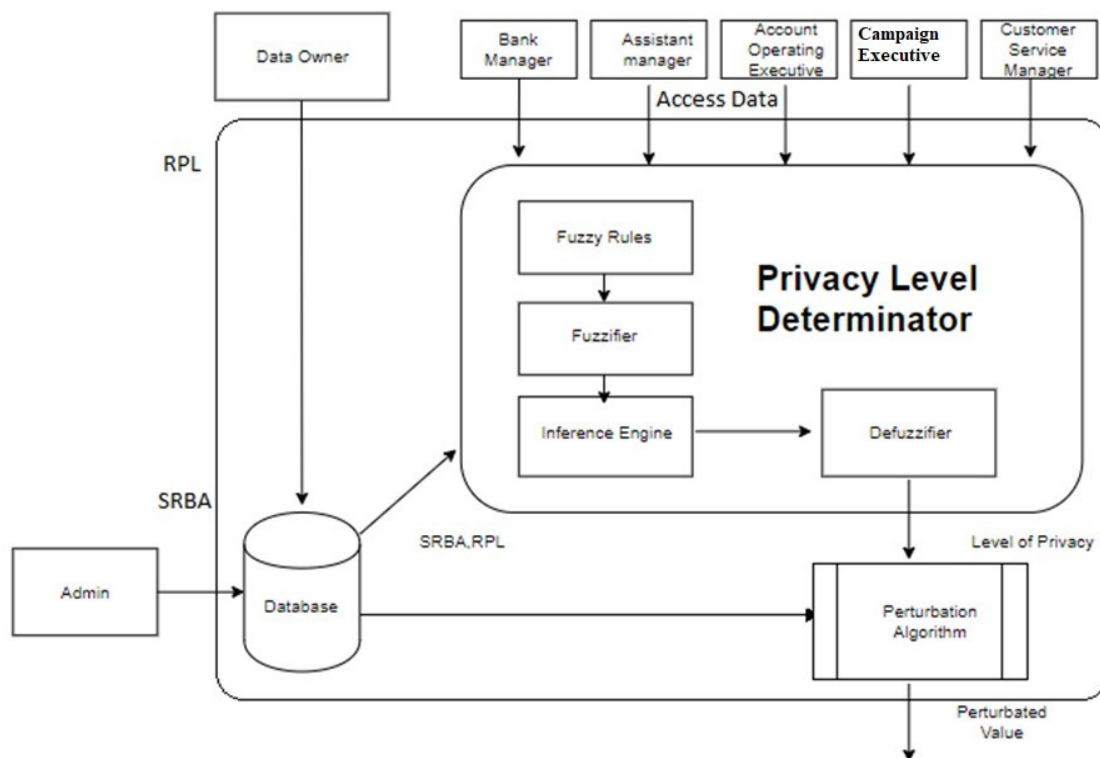 Data Owner
Bank
Manager
Assistant
manager
Account
Operating
Executive
Campaign
Executive
Customer
Service
Manager
Access Data
RPL
Fuzzy Rules
Privacy Level
Determinator
Fuzzifier
Inference Engine
Defuzzifier
SRBA
SRBA,RPL
Level of Privacy
Admin
Database
Perturbation
Algorithm
Perturbated
Value